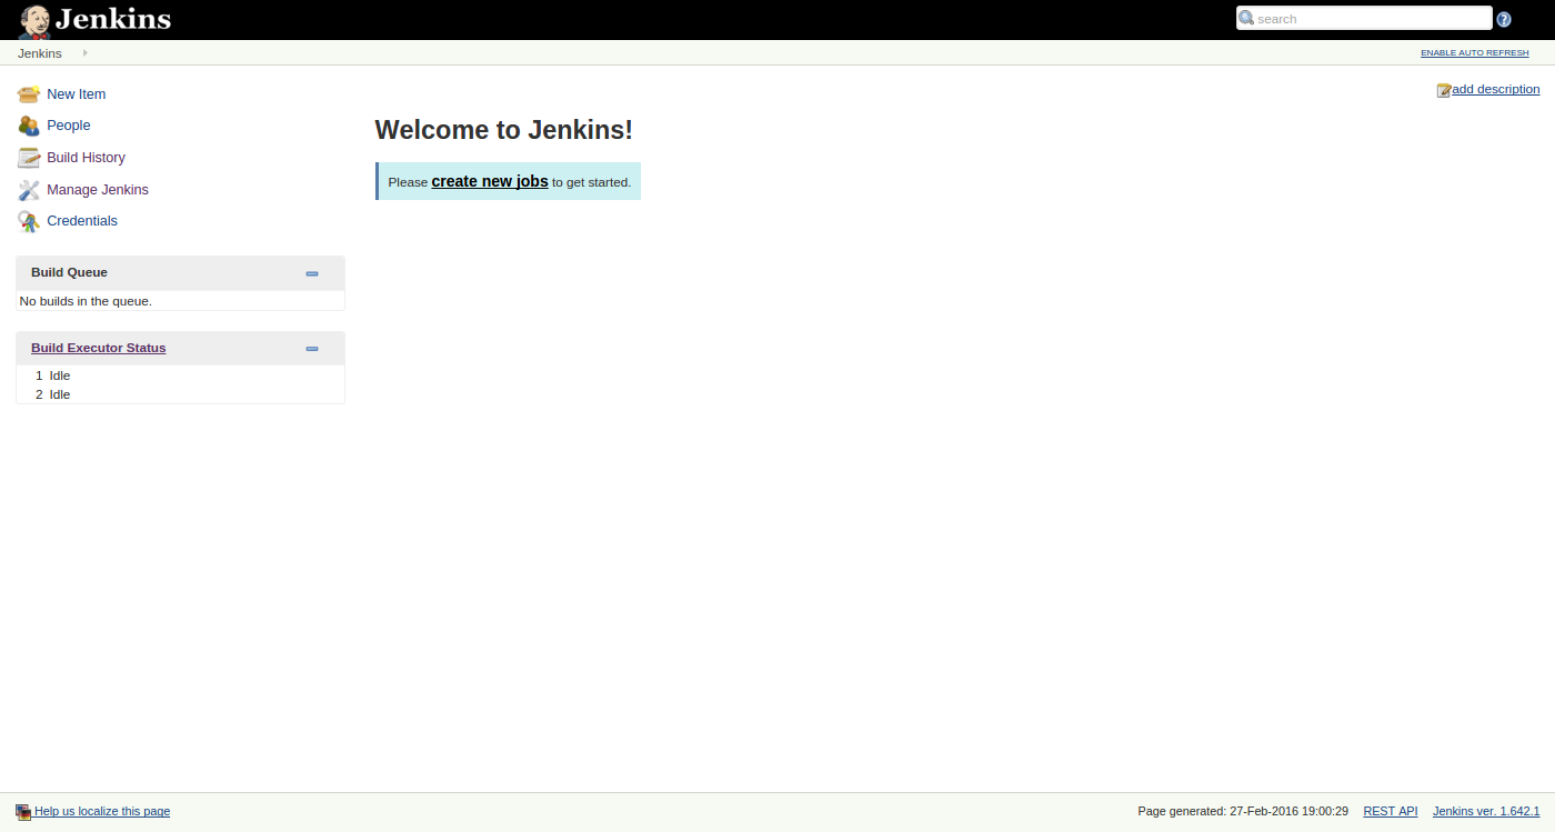 Jenkins
search
Jenkins
ENABLE AUTO REFRESH
New Item
People
Build History
Manage Jenkins
Credentials
Build Queue
No builds in the queue.
Build Executor Status
1 Idle
2 Idle
add description
Welcome to Jenkins!
Please create new jobs to get started.
Help us localize this page
Page generated: 27-Feb-2016 19:00:29 REST API Jenkins ver. 1.642.1